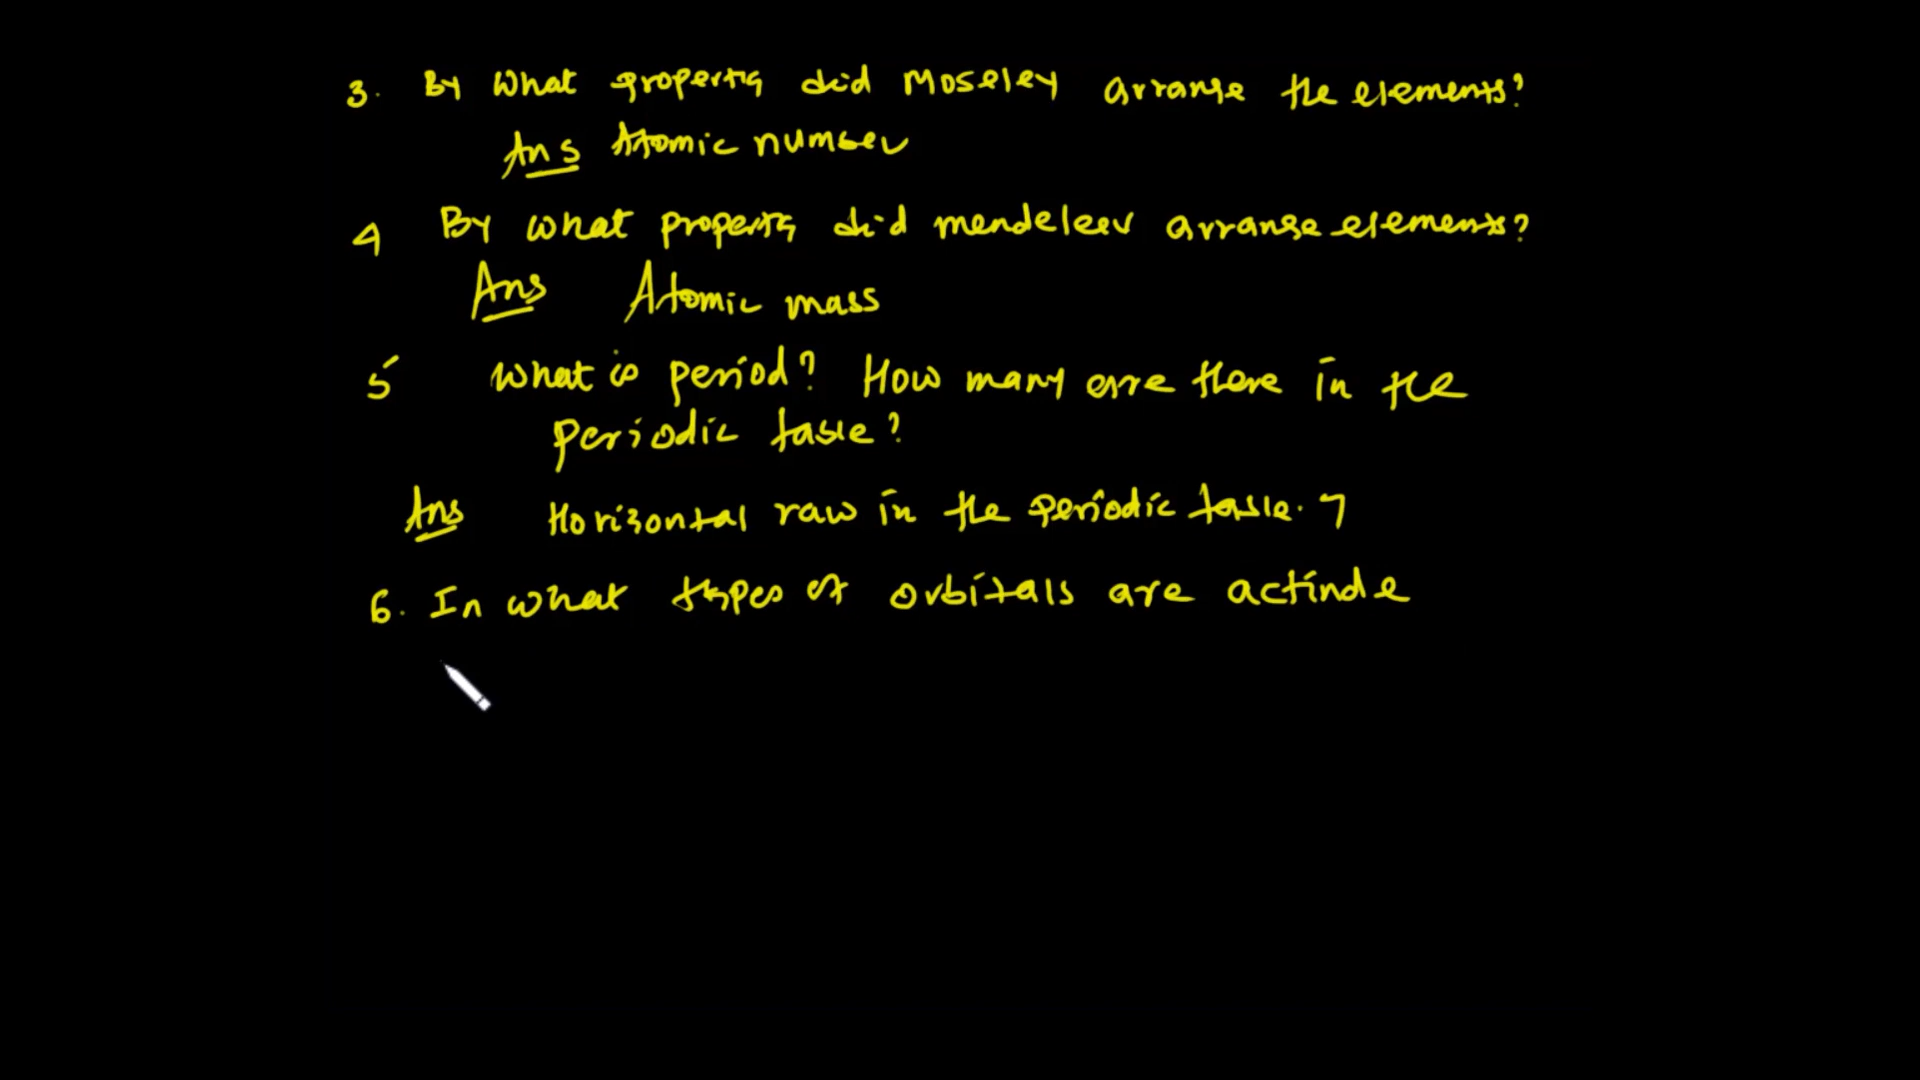 3. By what property did Moseley arrange the elements?
Ans Atomic number
4 By what property did mendeleev arrange elements?
Ans Atomic mass
5 What is period? How many are there in the
periodic table?
Ans Horizontal raw in the periodic table. 7
6. In what types of orbitals are actinde